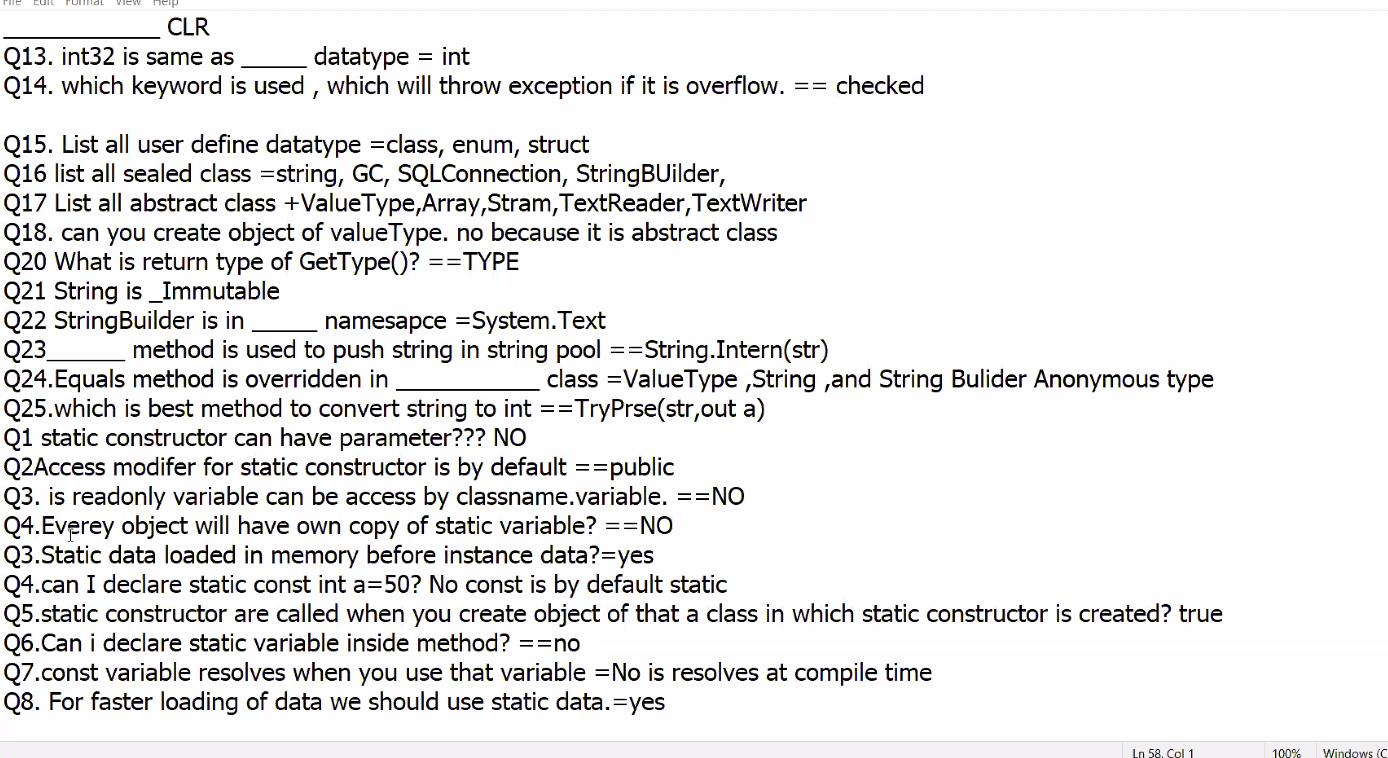 File Edit Format View Help
____________ CLR
Q13. int32 is same as _____ datatype = int
Q14. which keyword is used , which will throw exception if it is overflow. == checked
Q15. List all user define datatype =class, enum, struct
Q16 list all sealed class =string, GC, SQLConnection, StringBUilder,
Q17 List all abstract class +ValueType,Array,Stram,TextReader,TextWriter
Q18. can you create object of valueType. no because it is abstract class
Q20 What is return type of GetType()? ==TYPE
Q21 String is _Immutable
Q22 StringBuilder is in _____ namesapce =System.Text
Q23______ method is used to push string in string pool ==String.Intern(str)
Q24.Equals method is overridden in ___________ class =ValueType ,String ,and String Bulider Anonymous type
Q25.which is best method to convert string to int ==TryPrse(str,out a)
Q1 static constructor can have parameter??? NO
Q2Access modifer for static constructor is by default ==public
Q3. is readonly variable can be access by classname.variable. ==NO
Q4.Everey object will have own copy of static variable? ==NO
Q3.Static data loaded in memory before instance data?=yes
Q4.can I declare static const int a=50? No const is by default static
Q5.static constructor are called when you create object of that a class in which static constructor is created? true
Q6.Can i declare static variable inside method? ==no
Q7.const variable resolves when you use that variable =No is resolves at compile time
Q8. For faster loading of data we should use static data.=yes
Ln 58, Col 1 100% Windows (C